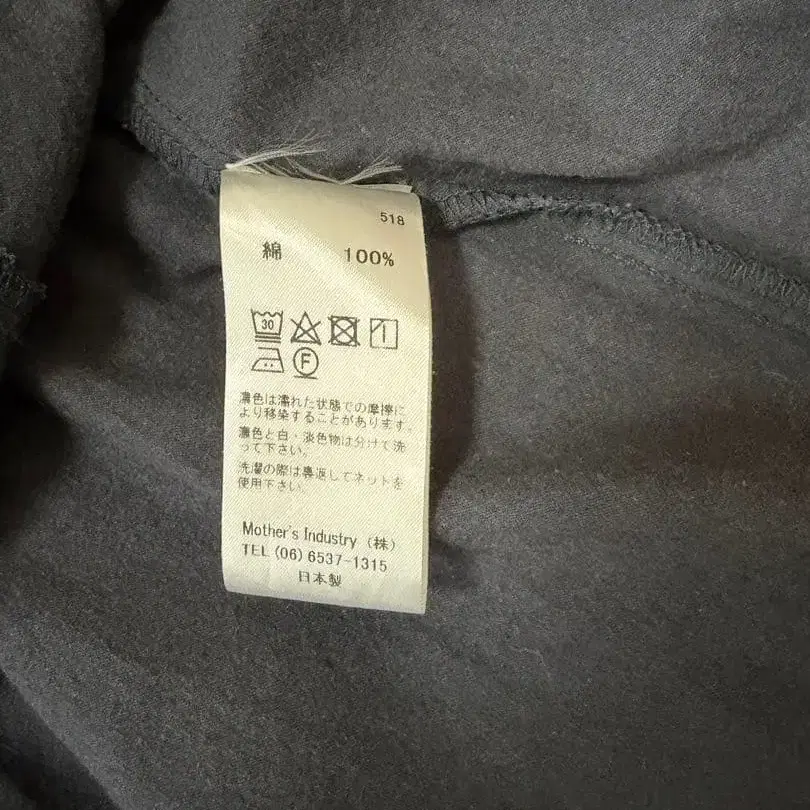 518
綿 100%
30
F
濃色は濡れた状態での摩擦に
より移染することがあります。
濃色と白・淡色物は分けて洗
って下さい。
洗濯の際は裏返してネットを
使用下さい。
Mother's Industry (株)
TEL (06) 6537-1315
日本製